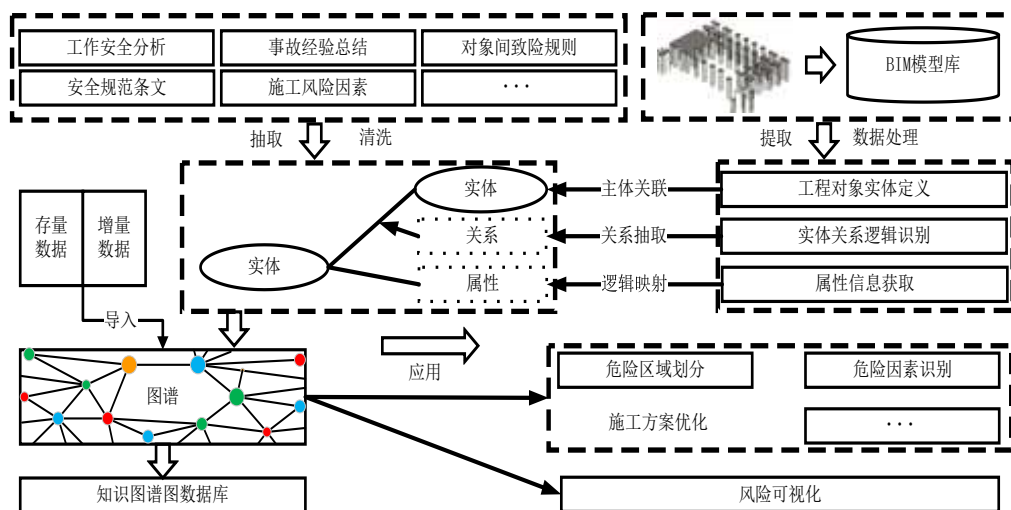 工作安全分析
事故经验总结
对象间致险规则
安全规范条文
施工风险因素
...
BIM模型库
抽取
清洗
提取
数据处理
实体
主体关联
工程对象实体定义
存量
数据
增量
数据
关系
关系抽取
实体关系逻辑识别
实体
属性
逻辑映射
属性信息获取
导入
应用
图谱
危险区域划分
危险因素识别
施工方案优化
...
知识图谱图数据库
风险可视化